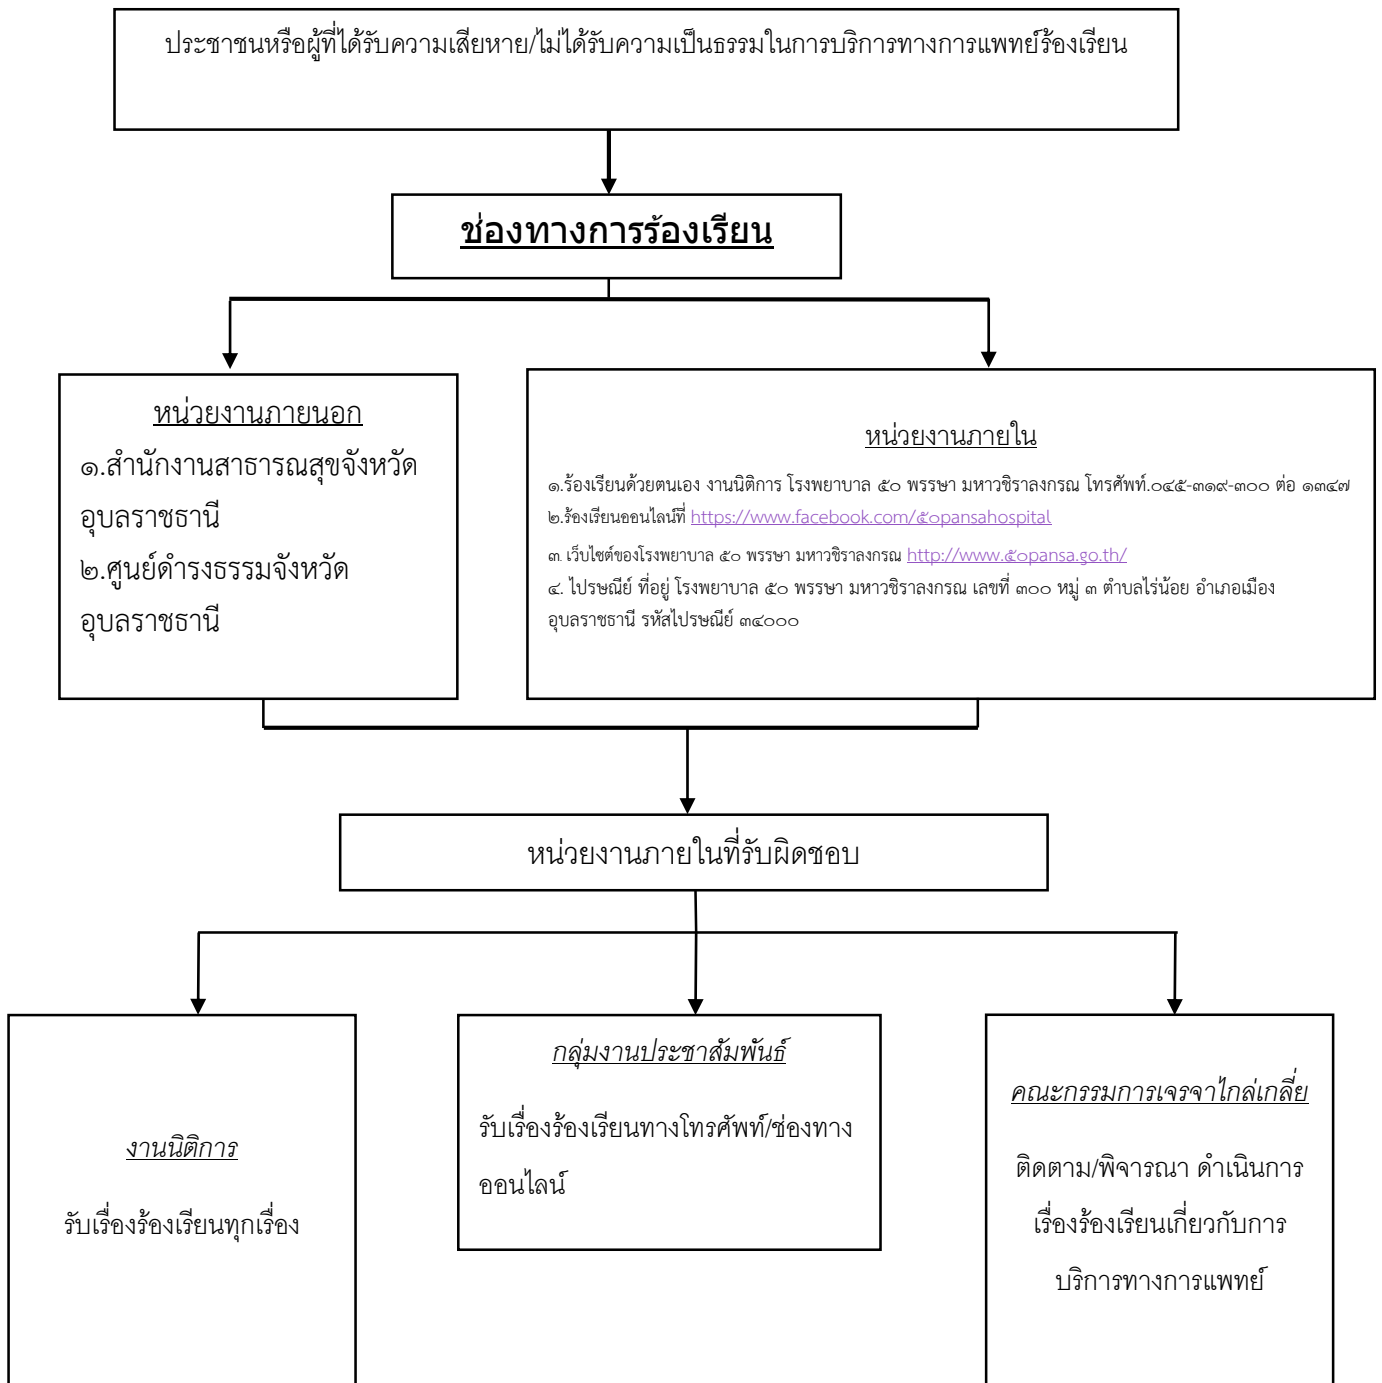 ประชาชนหรือผู้ที่ได้รับความเสียหาย/ไม่ได้รับความเป็นธรรมในการบริการทางการแพทย์ร้องเรียน
ช่องทางการร้องเรียน
หน่วยงานภายนอก
๑.สำนักงานสาธารณสุขจังหวัด
อุบลราชธานี
๒.ศูนย์ดำรงธรรมจังหวัด
อุบลราชธานี
หน่วยงานภายใน
๑.ร้องเรียนด้วยตนเอง งานนิติการ โรงพยาบาล ๕๐ พรรษา มหาวชิราลงกรณ โทรศัพท์.๐๔๕-๓๑๙-๓๐๐ ต่อ ๑๓๔๗
๒.ร้องเรียนออนไลน์ที่ https://www.facebook.com/๕๐pansahospital
๓. เว็บไซต์ของโรงพยาบาล ๕๐ พรรษา มหาวชิราลงกรณ http://www.๕๐pansa.go.th/
๔. ไปรษณีย์ ที่อยู่ โรงพยาบาล ๕๐ พรรษา มหาวชิราลงกรณ เลขที่ ๓๐๐ หมู่ ๓ ตำบลไร่น้อย อำเภอเมือง
อุบลราชธานี รหัสไปรษณีย์ ๓๔๐๐๐
หน่วยงานภายในที่รับผิดชอบ
งานนิติการ
รับเรื่องร้องเรียนทุกเรื่อง
กลุ่มงานประชาสัมพันธ์
รับเรื่องร้องเรียนทางโทรศัพท์/ช่องทาง
ออนไลน์
คณะกรรมการเจรจาไกล่เกลี่ย
ติดตาม/พิจารณา ดำเนินการ
เรื่องร้องเรียนเกี่ยวกับการ
บริการทางการแพทย์